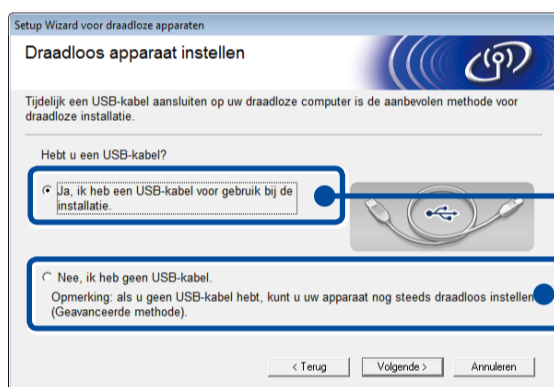 Setup Wizard voor draadloze apparaten
Draadloos apparaat instellen
Tijdelijk een USB-kabel aansluiten op uw draadloze computer is de aanbevolen methode voor
draadloze installatie.
Hebt u een USB-kabel?
Ja, ik heb een USB-kabel voor gebruik bij de
installatie.
Nee, ik heb geen USB-kabel.
Opmerking: als u geen USB-kabel hebt, kunt u uw apparaat nog steeds draadloos instellen
(Geavanceerde methode).
< Terug
Volgende >
Annuleren